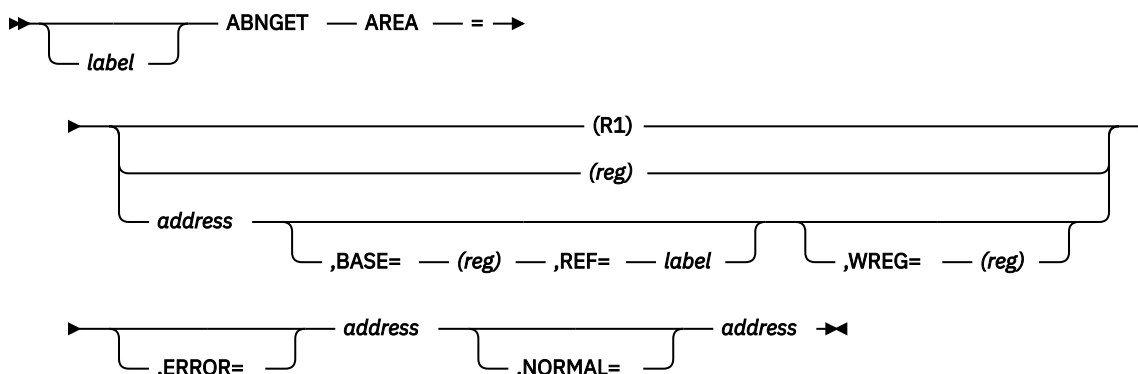 ABNGET AREA =
label
(R1)
(reg)
address
,BASE= (reg) ,REF= label ,WREG= (reg)
address address
,ERROR= ,NORMAL=